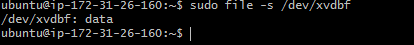 ubuntu@ip-172-31-26-160:~$ sudo file -s /dev/xvdbf
/dev/xvdbf: data
ubuntu@ip-172-31-26-160:~$